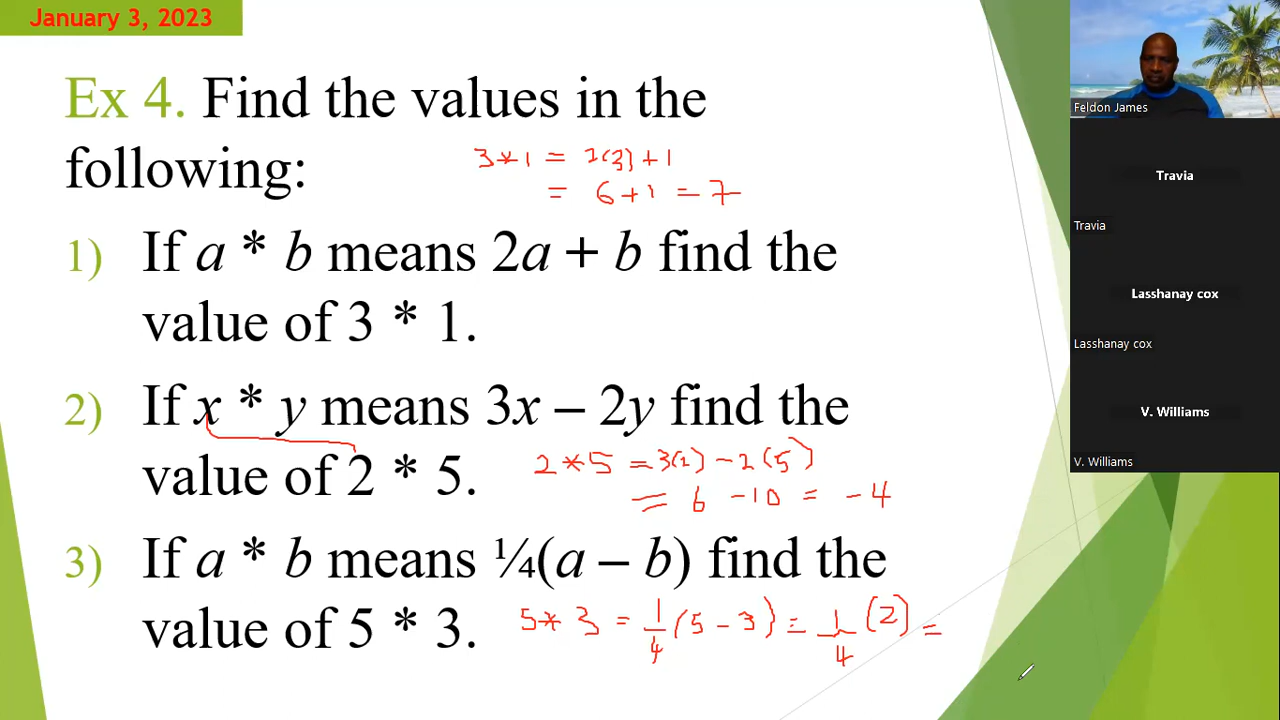 January 3, 2023
Ex 4. Find the values in the
following:
3 * 1 = 2(3) + 1
= 6 + 1 = 7
1) If a * b means 2a + b find the
value of 3 * 1.
2) If x * y means 3x – 2y find the
value of 2 * 5.
2 * 5 = 3(2) - 2(5)
= 6 - 10 = -4
3) If a * b means ¼(a – b) find the
value of 5 * 3.
5 * 3 = 1/4 (5 - 3) = 1/4 (2) =
Feldon James
Travia
Travia
Lasshanay cox
Lasshanay cox
V. Williams
V. Williams